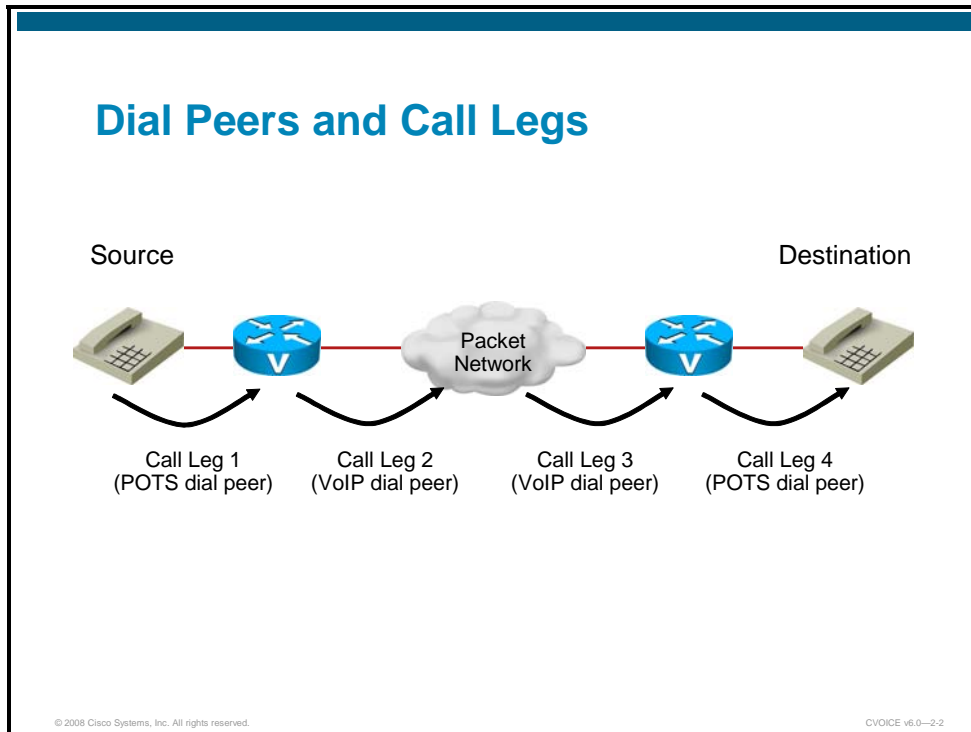 Dial Peers and Call Legs
Source
Destination
Packet
Network
V
V
Call Leg 1
(POTS dial peer)
Call Leg 2
(VoIP dial peer)
Call Leg 3
(VoIP dial peer)
Call Leg 4
(POTS dial peer)
© 2008 Cisco Systems, Inc. All rights reserved.
CVOICE v6.0—2-2